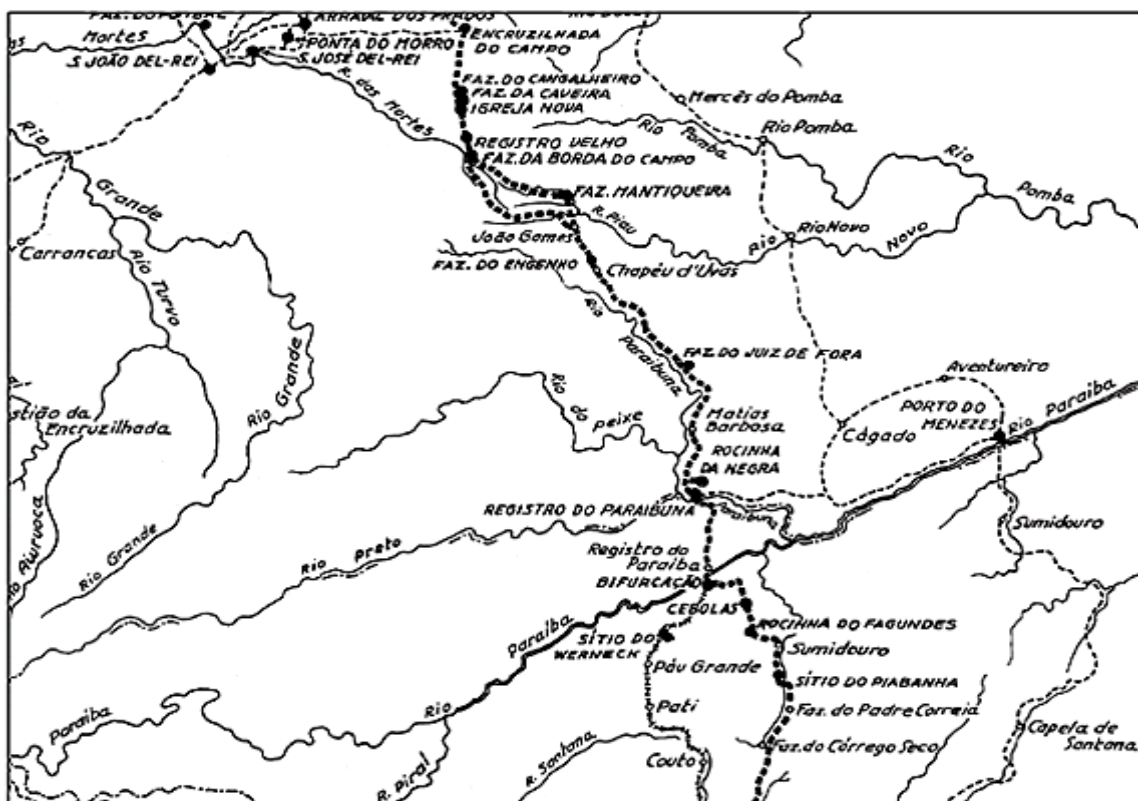 ARRAIAL DOS PRADOS
Mortes
PONTA DO MORRO
S. JOSÉ DEL-REI
S. JOÃO DEL-REI
ENCRUZILHADA
DO CAMPO
R. das Mortes
FAZ. DO CANGALHEIRO
FAZ. DA CAVEIRA
IGREJA NOVA
Mercês do Pomba
Rio
Pomba
Rio Pomba
Rio
Pomba
REGISTRO VELHO
FAZ. DA BORDA DO CAMPO
FAZ. MANTIQUEIRA
Rio
Grande
R. Piau
João Gomes
Rio
Rio Novo
Novo
Carrancas
Rio Turvo
FAZ. DO ENGENHO
Chapéu d'Uvas
Rio
Paraibuna
FAZ. DO JUIZ DE FORA
Rio Grande
Aventureiro
Rio
do
peixe
Matias
Barbosa
PORTO DO
MENEZES
Rio
Paraiba
Cágado
stião da
Encruzilhada
ROCINHA
DA NEGRA
REGISTRO DO PARAIBUNA
Paraibuna
Sumidouro
Aiuruoca
Rio Grande
Rio
Preto
Registro do
Paraiba
BIFURCAÇÃO
CEBOLAS
Paraiba
SÍTIO DO
WERNECK
ROCINHA DO FAGUNDES
Sumidouro
Páu Grande
SÍTIO DO PIABANHA
Rio
Pati
Faz. do Padre Correia
Paraiba
R. Piraí
R. Santana
Couto
Faz. do Córrego Seco
Capela de
Santana